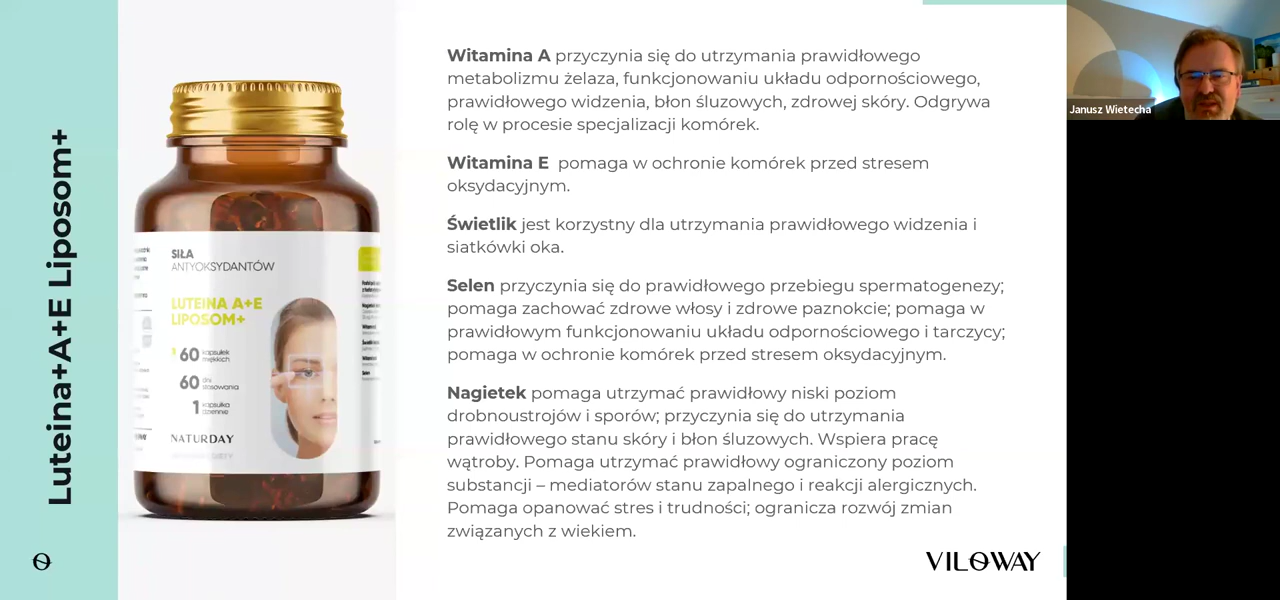 Luteina+A+E Liposom+
SIŁA
ANTYOKSYDANTÓW
LUTEINA A+E
LIPOSOM+
60 kapsułek
miękkich
60 dni
stosowania
1 kapsułka
dziennie
NATURDAY
Witamina A przyczynia się do utrzymania prawidłowego
metabolizmu żelaza, funkcjonowaniu układu odpornościowego,
prawidłowego widzenia, błon śluzowych, zdrowej skóry. Odgrywa
rolę w procesie specjalizacji komórek.
Witamina E pomaga w ochronie komórek przed stresem
oksydacyjnym.
Świetlik jest korzystny dla utrzymania prawidłowego widzenia i
siatkówki oka.
Selen przyczynia się do prawidłowego przebiegu spermatogenezy;
pomaga zachować zdrowe włosy i zdrowe paznokcie; pomaga w
prawidłowym funkcjonowaniu układu odpornościowego i tarczycy;
pomaga w ochronie komórek przed stresem oksydacyjnym.
Nagietek pomaga utrzymać prawidłowy niski poziom
drobnoustrojów i sporów; przyczynia się do utrzymania
prawidłowego stanu skóry i błon śluzowych. Wspiera pracę
wątroby. Pomaga utrzymać prawidłowy ograniczony poziom
substancji – mediatorów stanu zapalnego i reakcji alergicznych.
Pomaga opanować stres i trudności; ogranicza rozwój zmian
związanych z wiekiem.
VILOWAY
Janusz Wietecha